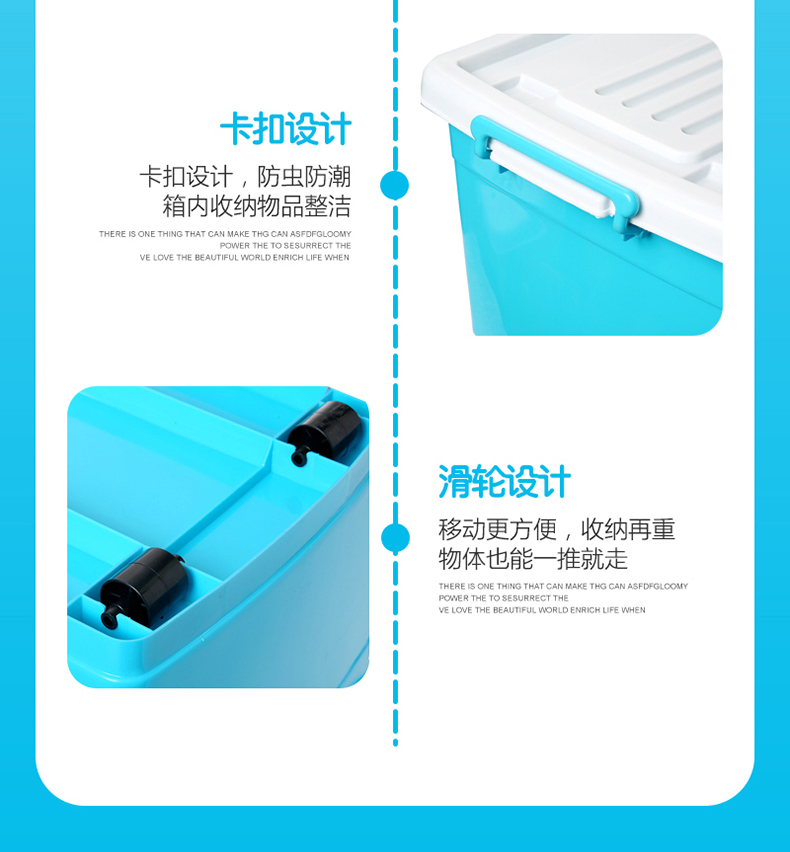 卡扣设计
卡扣设计，防虫防潮
箱内收纳物品整洁
THERE IS ONE THING THAT CAN MAKE THG CAN ASFDFGLOOMY
POWER THE TO SESURRECT THE
VE LOVE THE BEAUTIFUL WORLD ENRICH LIFE WHEN
滑轮设计
移动更方便，收纳再重
物体也能一推就走
THERE IS ONE THING THAT CAN MAKE THG CAN ASFDFGLOOMY
POWER THE TO SESURRECT THE
VE LOVE THE BEAUTIFUL WORLD ENRICH LIFE WHEN